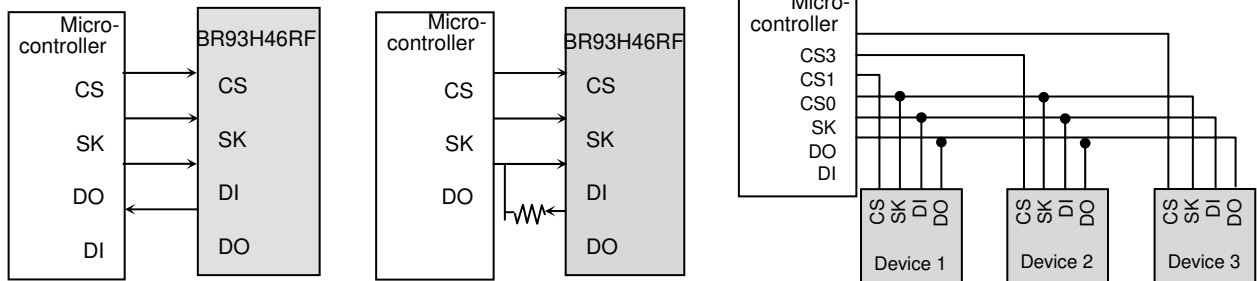 Micro-
controller
CS
SK
DO
DI
BR93H46RF
CS
SK
DI
DO
Micro-
controller
CS
SK
DO
BR93H46RF
CS
SK
DI
DO
Micro-
controller
CS3
CS1
CS0
SK
DO
DI
CS
SK
DI
DO
Device 1
CS
SK
DI
DO
Device 2
CS
SK
DI
DO
Device 3